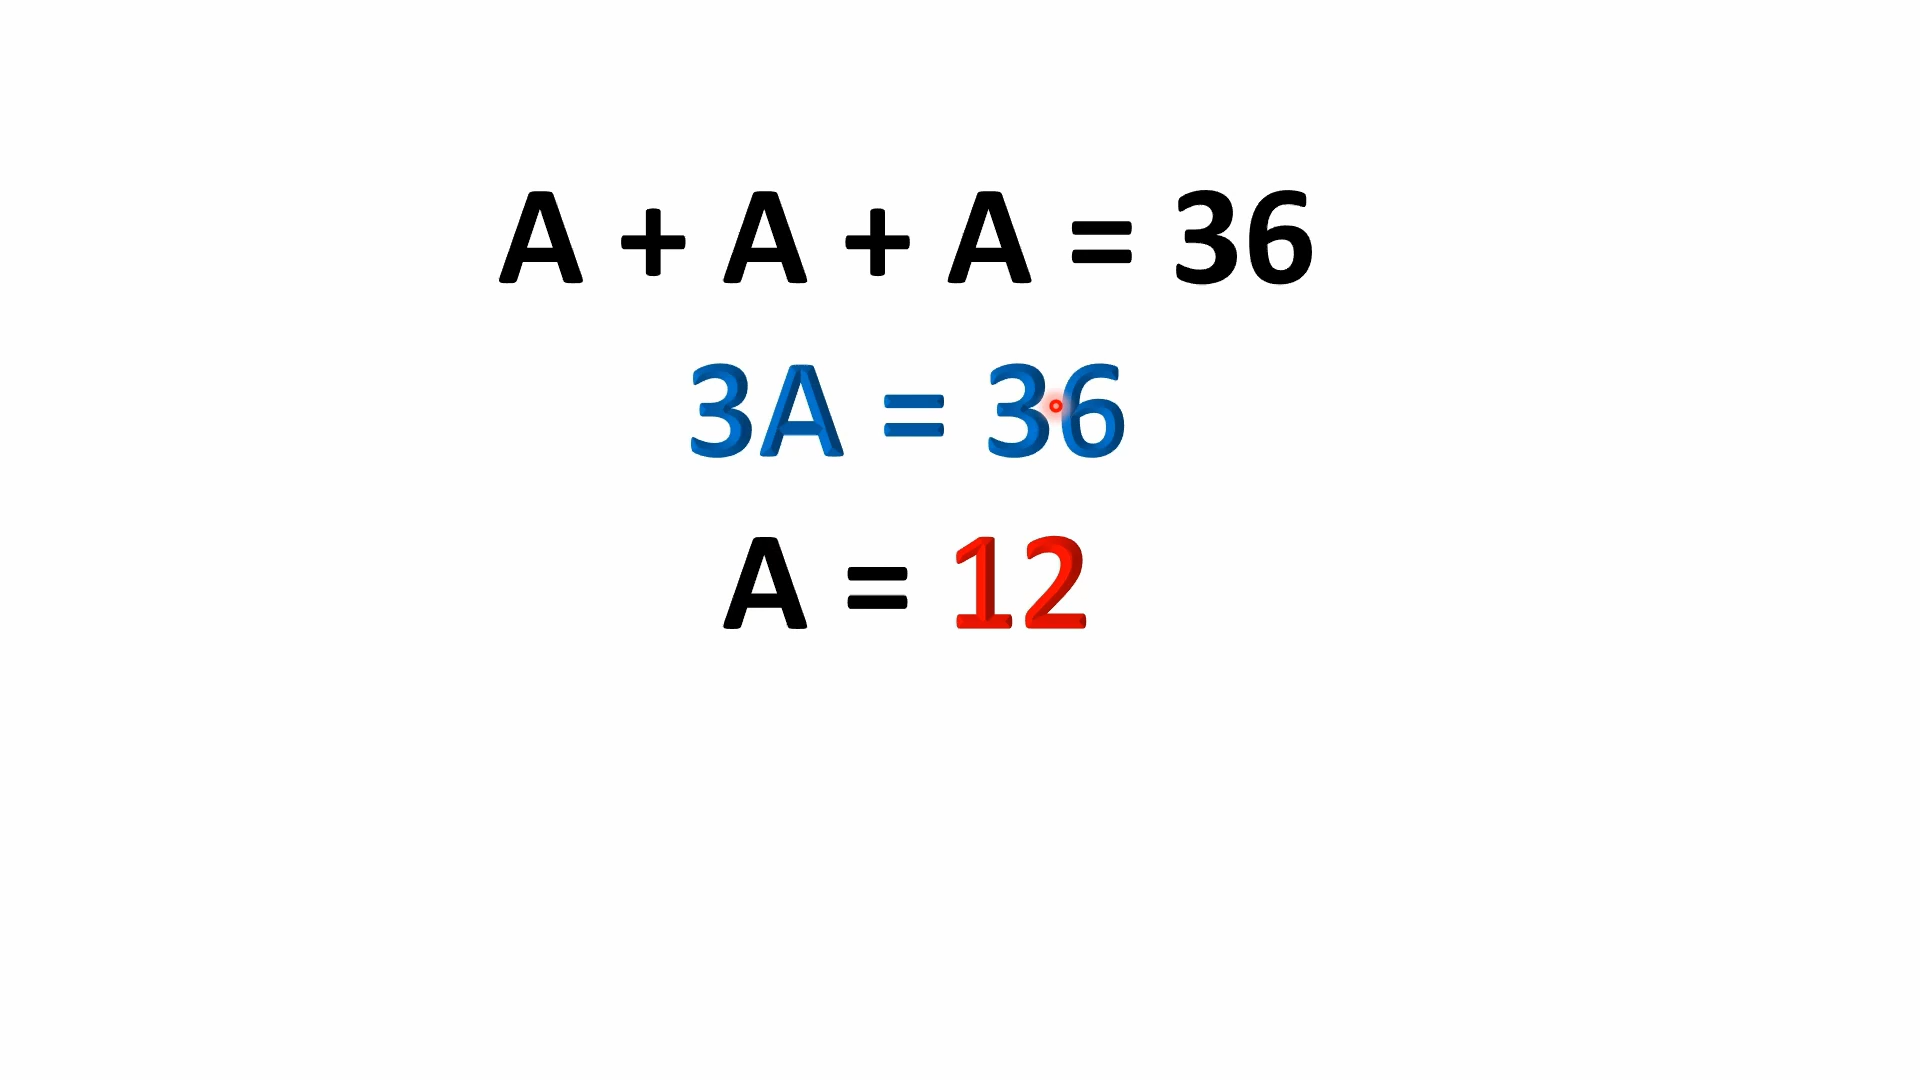 A + A + A = 36
3A = 36
A = 12